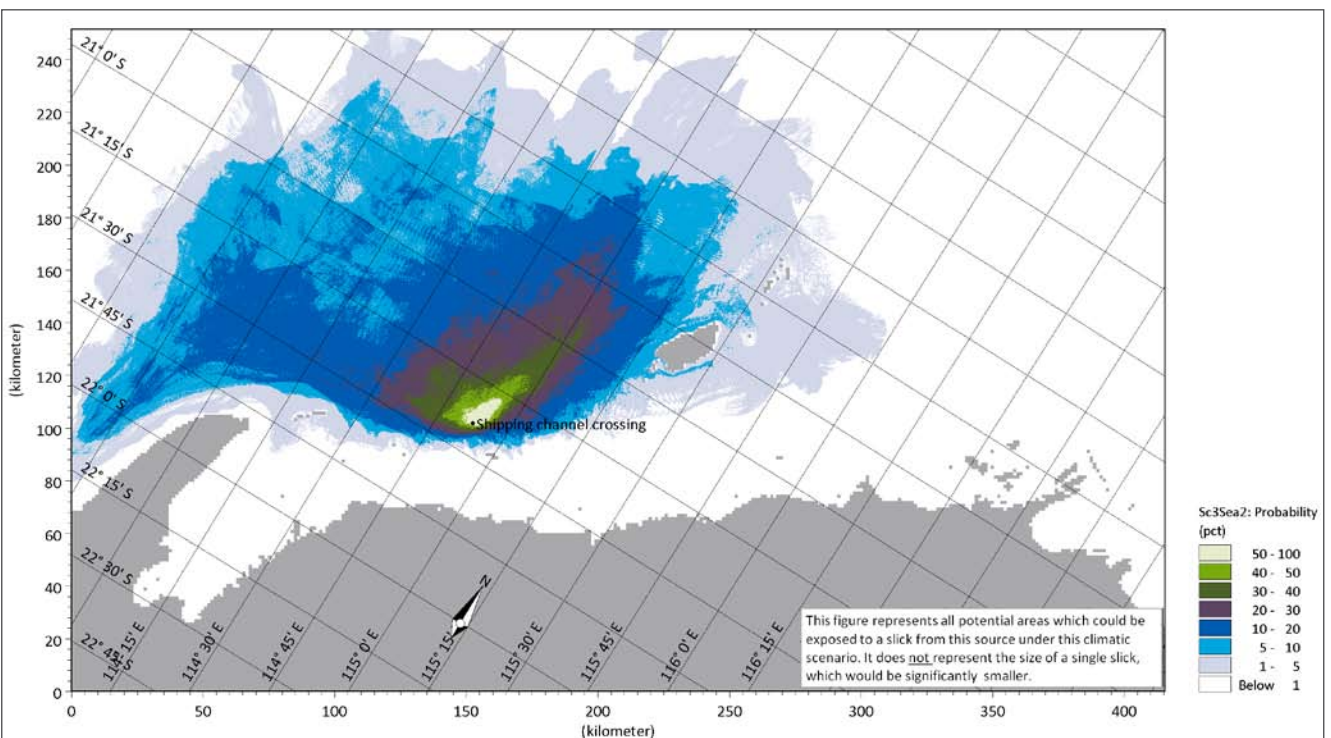 240
220
200
180
160
140
120
100
80
60
40
20
0
(kilometer)
21° 0' S
21° 15' S
21° 30' S
21° 45' S
22° 0' S
22° 15' S
22° 30' S
22° 45' S
114° 15' E
114° 30' E
114° 45' E
115° 0' E
115° 15' E
115° 30' E
115° 45' E
116° 0' E
116° 15' E
Shipping channel crossing
N
This figure represents all potential areas which could be
exposed to a slick from this source under this climatic
scenario. It does not represent the size of a single slick,
which would be significantly smaller.
0 50 100 150 200 250 300 350 400
(kilometer)
Sc3Sea2: Probability
(pct)
50 - 100
40 - 50
30 - 40
20 - 30
10 - 20
5 - 10
1 - 5
Below 1